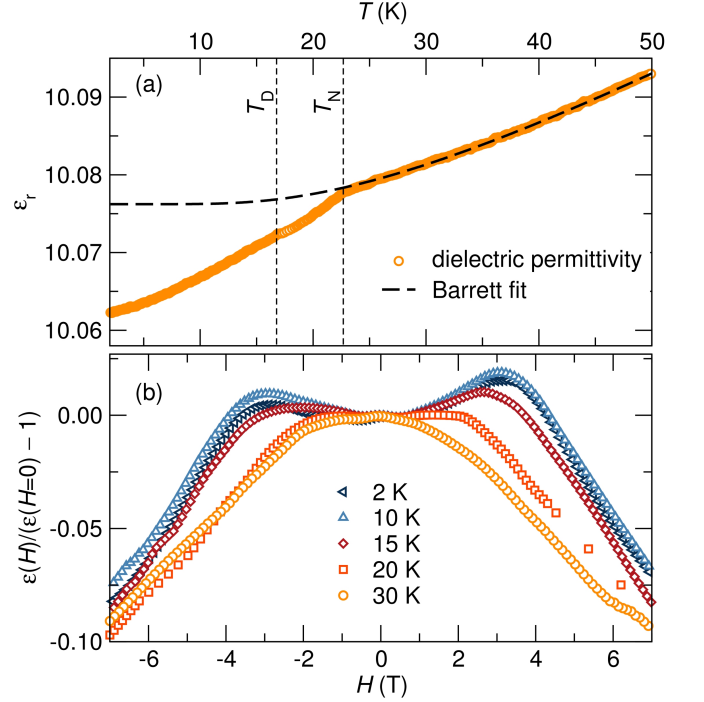 T (K)
10 20 30 40 50
(a)
T_D
T_N
10.09
10.08
10.07
10.06
ε_r
dielectric permittivity
Barrett fit
(b)
0.00
-0.05
-0.10
ε(H)/(ε(H=0) − 1)
2 K
10 K
15 K
20 K
30 K
-6 -4 -2 0 2 4 6
H (T)